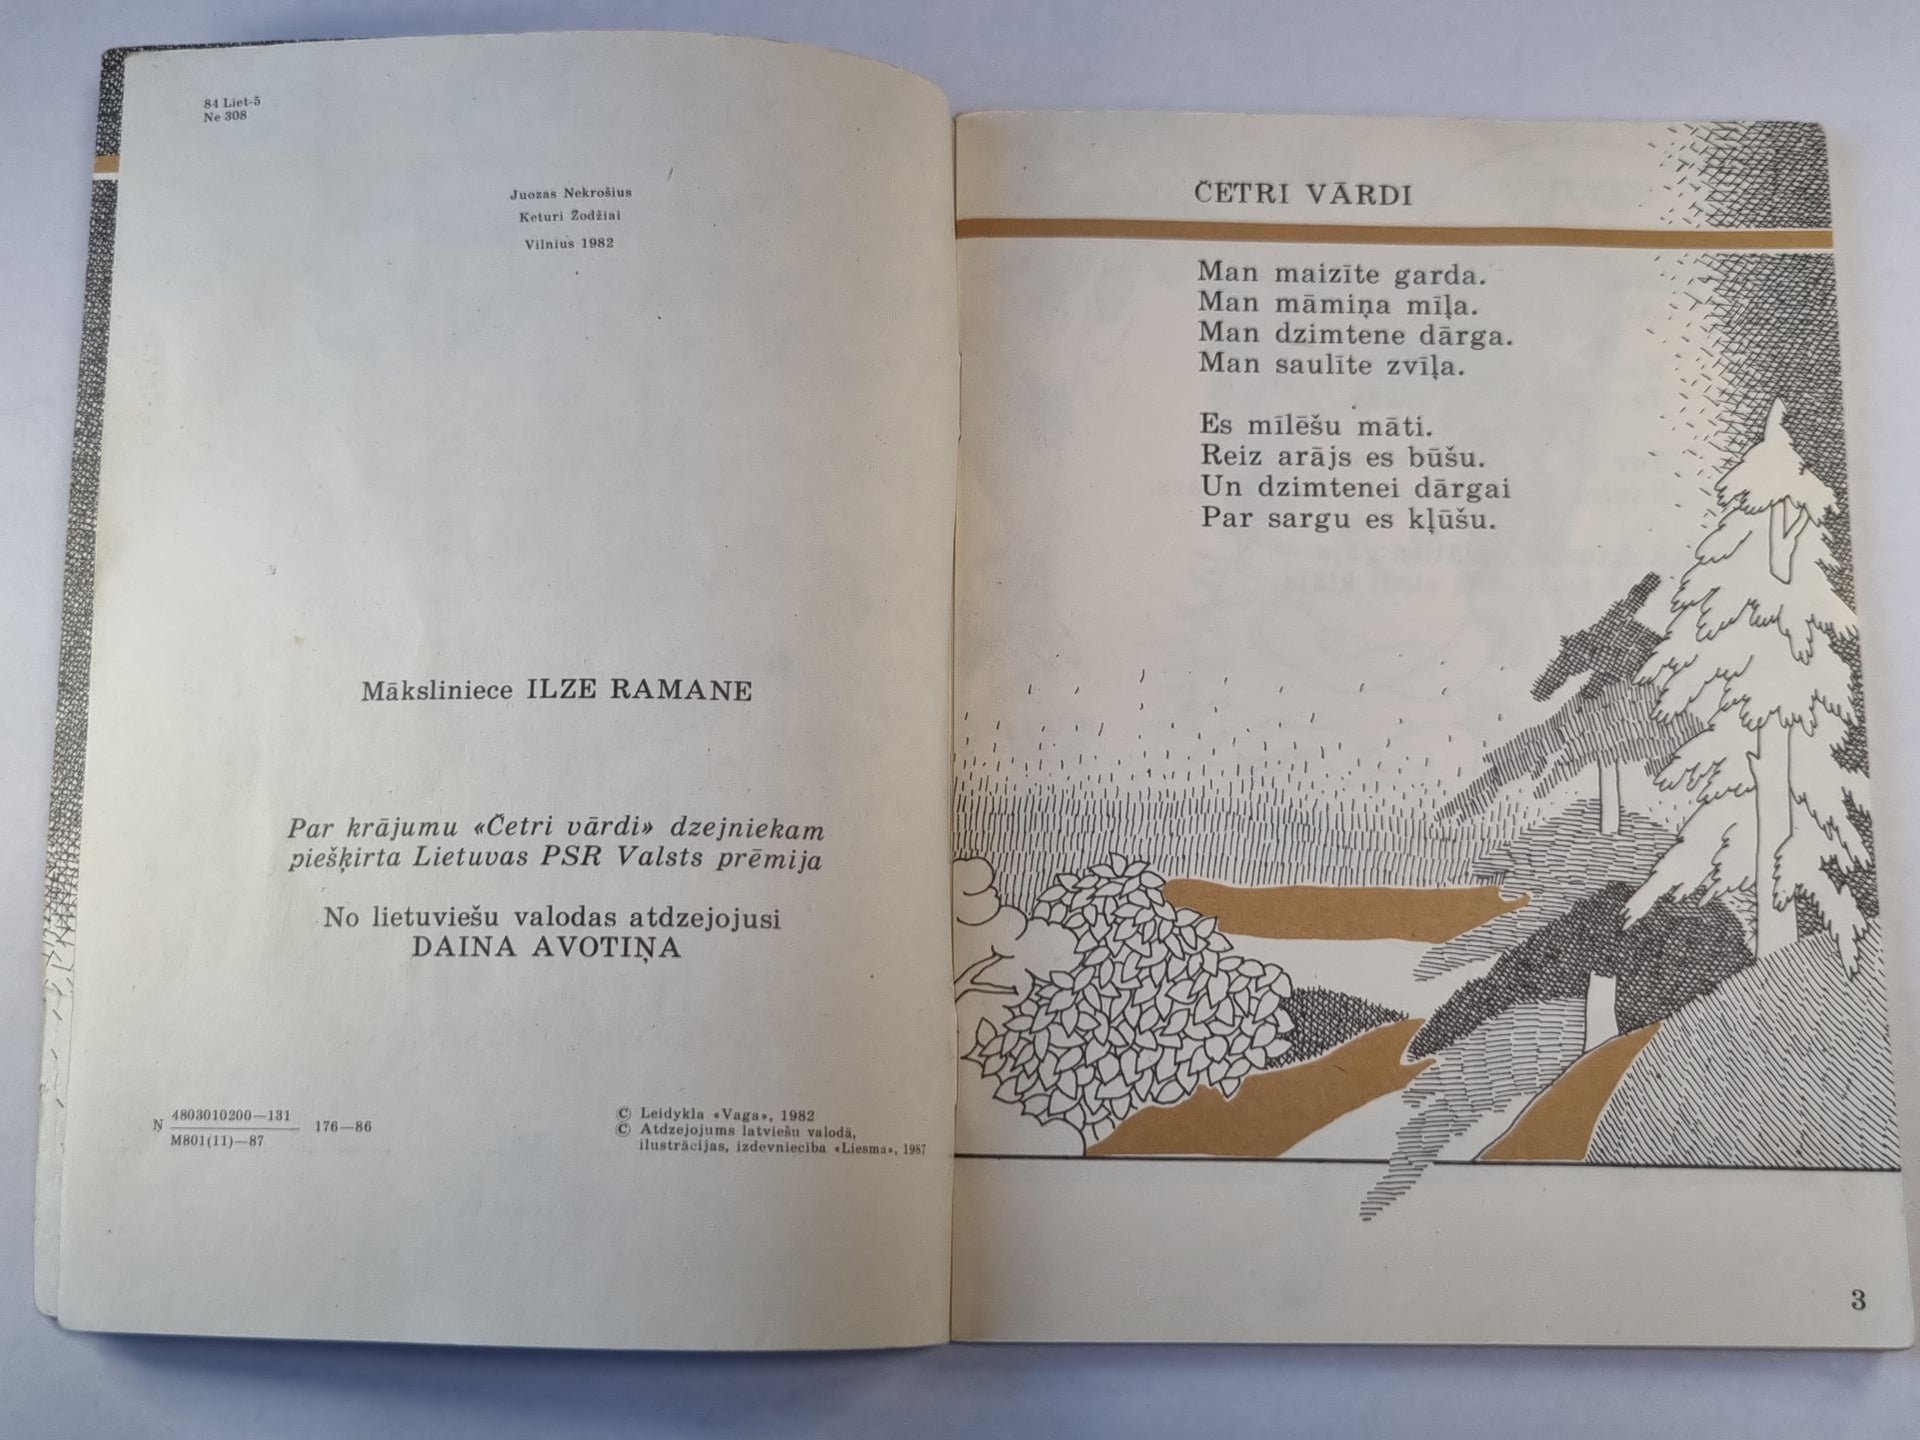 84 Liet-5
Ne 308
Juozas Nekrošius
Keturi Žodžiai
Vilnius 1982
Māksliniece ILZE RAMANE
Par krājumu «Četri vārdi» dzejniekam
piešķirta Lietuvas PSR Valsts prēmija
No lietuviešu valodas atdzejojusi
DAINA AVOTIŅA
Ņ 4803010200—131
M801(11)—87
176—86
© Leidykla «Vaga», 1982
© Atdzejojums latviešu valodā,
ilustrācijas, izdevniecība «Liesma», 1987
ČETRI VĀRDI
Man maizīte garda.
Man māmiņa mīļa.
Man dzimtene dārga.
Man saulīte zvīļa.
Es mīlēšu māti.
Reiz arājs es būšu.
Un dzimtenei dārgai
Par sargu es kļūšu.
3